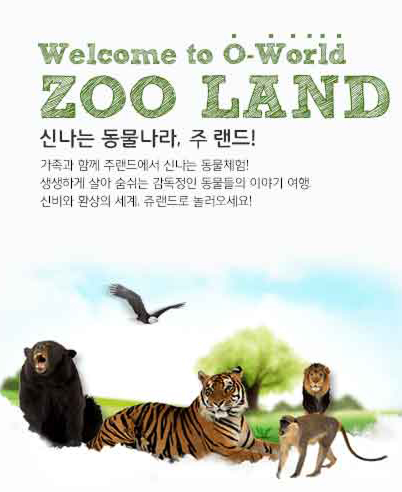 Welcome to O-World
ZOO LAND
신나는 동물나라, 주 랜드!
가족과 함께 주랜드에서 신나는 동물체험!
생생하게 살아 숨쉬는 감독적인 동물들의 이야기 여행
신비와 환상의 세계, 쥬랜드로 놀러오세요!